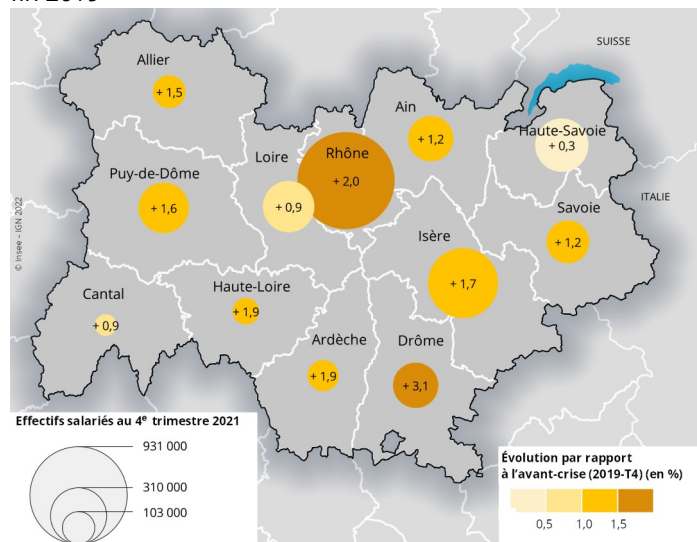 SUISSE
Allier
+ 1,5
Ain
+ 1,2
Haute-Savoie
+ 0,3
Loire
Rhône
+ 2,0
Puy-de-Dôme
+ 1,6
+ 0,9
ITALIE
Savoie
+ 1,2
Isère
+ 1,7
© Insee - IGN 2022
Cantal
+ 0,9
Haute-Loire
+ 1,9
Ardèche
+ 1,9
Drôme
+ 3,1
Effectifs salariés au 4e trimestre 2021
931 000
310 000
103 000
Évolution par rapport
à l’avant-crise (2019-T4) (en %)
0,5 1,0 1,5